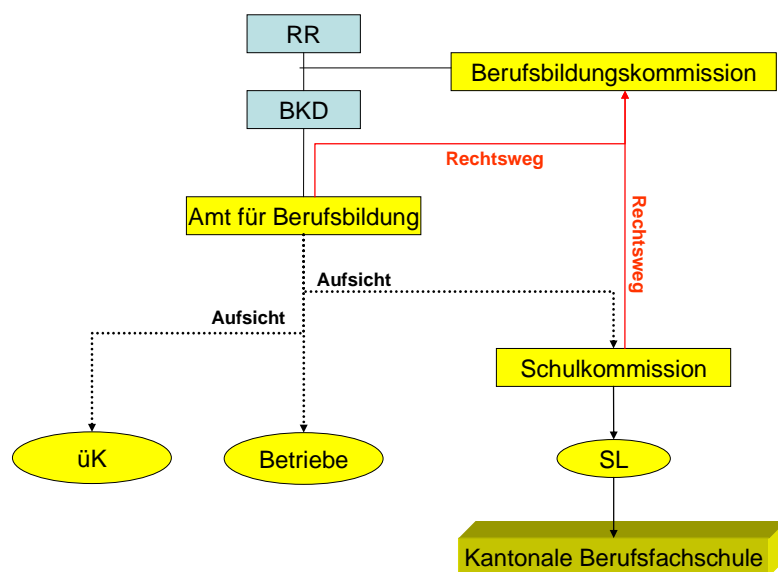 RR
Berufsbildungskommission
BKD
Rechtsweg
Amt für Berufsbildung
Rechtsweg
Aufsicht
Aufsicht
Schulkommission
üK
Betriebe
SL
Kantonale Berufsfachschule